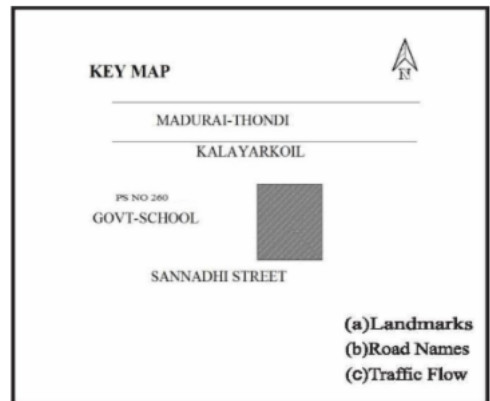 N
KEY MAP
MADURAI-THONDI
KALAYARKOIL
PS NO 260
GOVT-SCHOOL
SANNADHI STREET
(a)Landmarks
(b)Road Names
(c)Traffic Flow